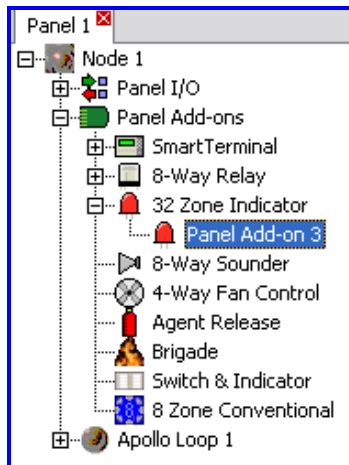 Panel 1
Node 1
Panel I/O
Panel Add-ons
SmartTerminal
8-Way Relay
32 Zone Indicator
Panel Add-on 3
8-Way Sounder
4-Way Fan Control
Agent Release
Brigade
Switch & Indicator
8 8 Zone Conventional
Apollo Loop 1